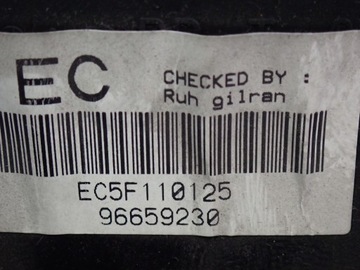 EC
CHECKED BY :
Ruh gilran
EC5F110125
96659230